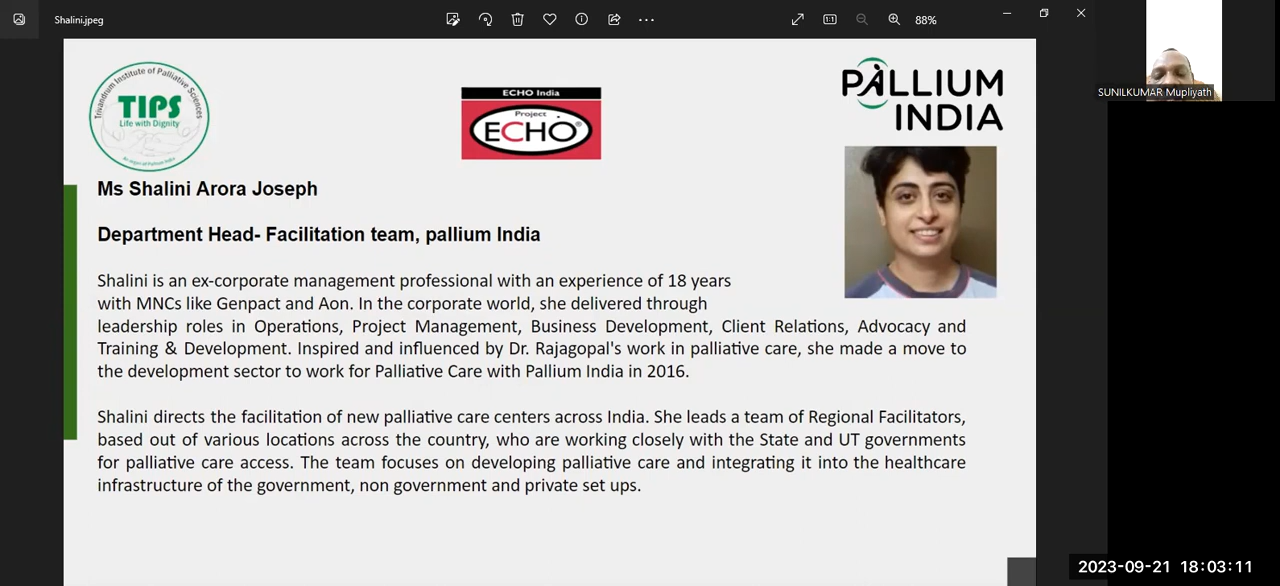 Shalini.jpeg
88%
SUNILKUMAR Mupliyath
Trivandrum Institute of Palliative Sciences
TIPS
Life with Dignity
An organ of Pallium India
ECHO India
Project
ECHO®
PALLIUM
INDIA
Ms Shalini Arora Joseph
Department Head- Facilitation team, pallium India
Shalini is an ex-corporate management professional with an experience of 18 years
with MNCs like Genpact and Aon. In the corporate world, she delivered through
leadership roles in Operations, Project Management, Business Development, Client Relations, Advocacy and
Training & Development. Inspired and influenced by Dr. Rajagopal's work in palliative care, she made a move to
the development sector to work for Palliative Care with Pallium India in 2016.
Shalini directs the facilitation of new palliative care centers across India. She leads a team of Regional Facilitators,
based out of various locations across the country, who are working closely with the State and UT governments
for palliative care access. The team focuses on developing palliative care and integrating it into the healthcare
infrastructure of the government, non government and private set ups.
2023-09-21 18:03:11